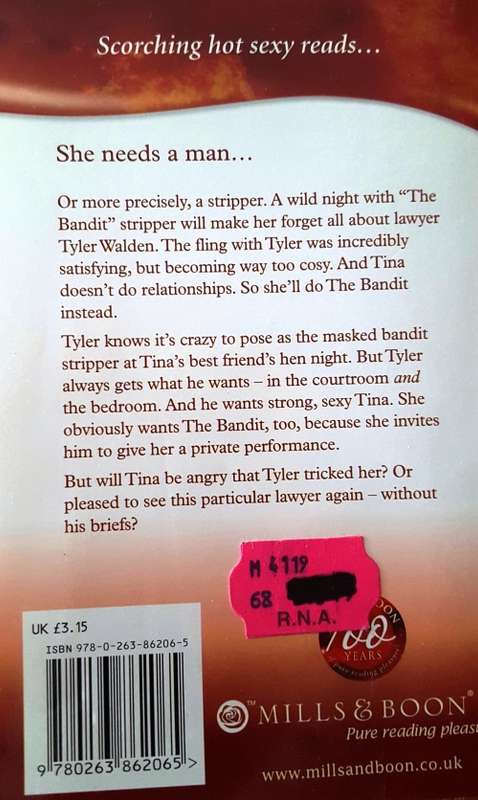 Scorching hot sexy reads…
She needs a man…
Or more precisely, a stripper. A wild night with “The
Bandit” stripper will make her forget all about lawyer
Tyler Walden. The fling with Tyler was incredibly
satisfying, but becoming way too cosy. And Tina
doesn’t do relationships. So she’ll do The Bandit
instead.
Tyler knows it’s crazy to pose as the masked bandit
stripper at Tina’s best friend’s hen night. But Tyler
always gets what he wants – in the courtroom and
the bedroom. And he wants strong, sexy Tina. She
obviously wants The Bandit, too, because she invites
him to give her a private performance.
But will Tina be angry that Tyler tricked her? Or
pleased to see this particular lawyer again – without
his briefs?
M 4119
68
R.N.A.
100
YEARS
of pure reading pleasure
UK £3.15
ISBN 978-0-263-86206-5
9 780263 862065 >
™ MILLS & BOON®
Pure reading
www.millsandboon.co.uk